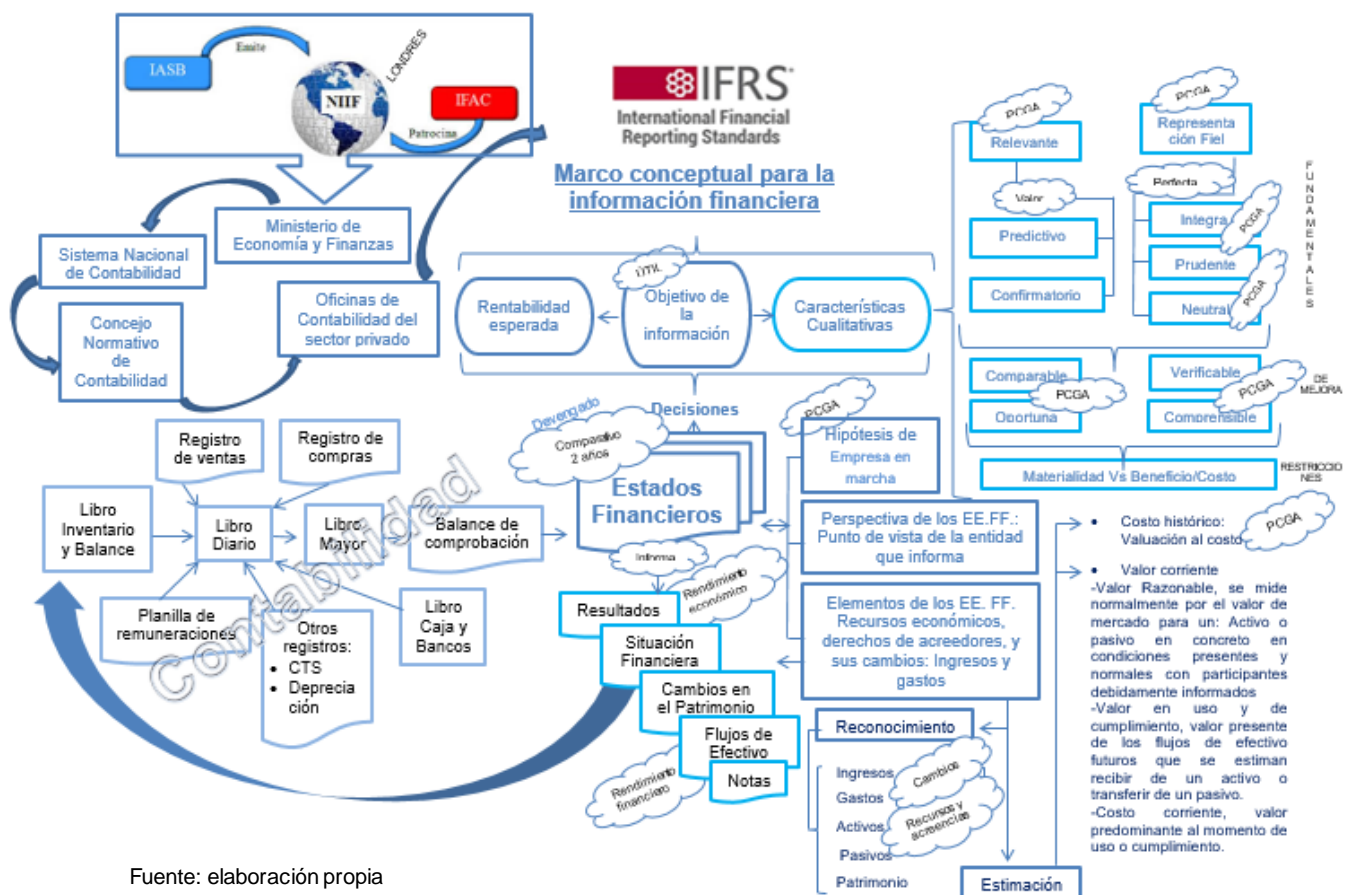 IASB
Emite
NIIF
LONDRES
IFAC
Patrocina
IFRS
International Financial
Reporting Standards
Marco conceptual para la
información financiera
Ministerio de
Economía y Finanzas
Sistema Nacional
de Contabilidad
Concejo
Normativo
de
Contabilidad
Oficinas de
Contabilidad del
sector privado
Rentabilidad
esperada
ÚTIL
Objetivo de
la
información
Características
Cualitativas
PCGA
Relevante
Valor
Predictivo
Confirmatorio
PCGA
Representa
ción Fiel
Perfecta
Integra
PCGA
Prudente
Neutral
PCGA
FUNDAMENTALES
Comparable
Oportuna
PCGA
Verificable
Comprensible
PCGA
DE
MEJORA
Materialidad Vs Beneficio/Costo
RESTRICCIO
NES
Decisiones
Devengado
Comparativo
2 años
Estados
Financieros
Informa
PCGA
Hipótesis de
Empresa en
marcha
Perspectiva de los EE.FF.:
Punto de vista de la entidad
que informa
Elementos de los EE. FF.
Recursos económicos,
derechos de acreedores, y
sus cambios: Ingresos y
gastos
Registro
de ventas
Registro de
compras
Libro
Inventario
y Balance
Libro
Diario
Libro
Mayor
Balance de
comprobación
Planilla de
remuneraciones
Otros
registros:
• CTS
• Deprecia
ción
Libro
Caja y
Bancos
Contabilidad
Rendimiento
económico
Resultados
Situación
Financiera
Cambios en
el Patrimonio
Flujos de
Efectivo
Notas
Rendimiento
financiero
Reconocimiento
Ingresos
Gastos
Activos
Pasivos
Patrimonio
Cambios
Recursos y
acreencias
Estimación
• Costo histórico:
Valuación al costo
PCGA
• Valor corriente
-Valor Razonable, se mide
normalmente por el valor de
mercado para un: Activo o
pasivo en concreto en
condiciones presentes y
normales con participantes
debidamente informados
-Valor en uso y de
cumplimiento, valor presente
de los flujos de efectivo
futuros que se estiman
recibir de un activo o
transferir de un pasivo.
-Costo corriente, valor
predominante al momento de
uso o cumplimiento.
Fuente: elaboración propia